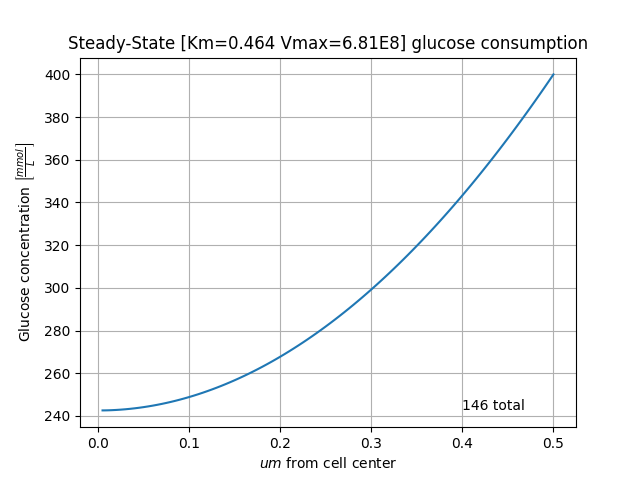 Steady-State [Km=0.464 Vmax=6.81E8] glucose consumption
Glucose concentration [mmol/L]
400
380
360
340
320
300
280
260
240
146 total
0.0 0.1 0.2 0.3 0.4 0.5
um from cell center